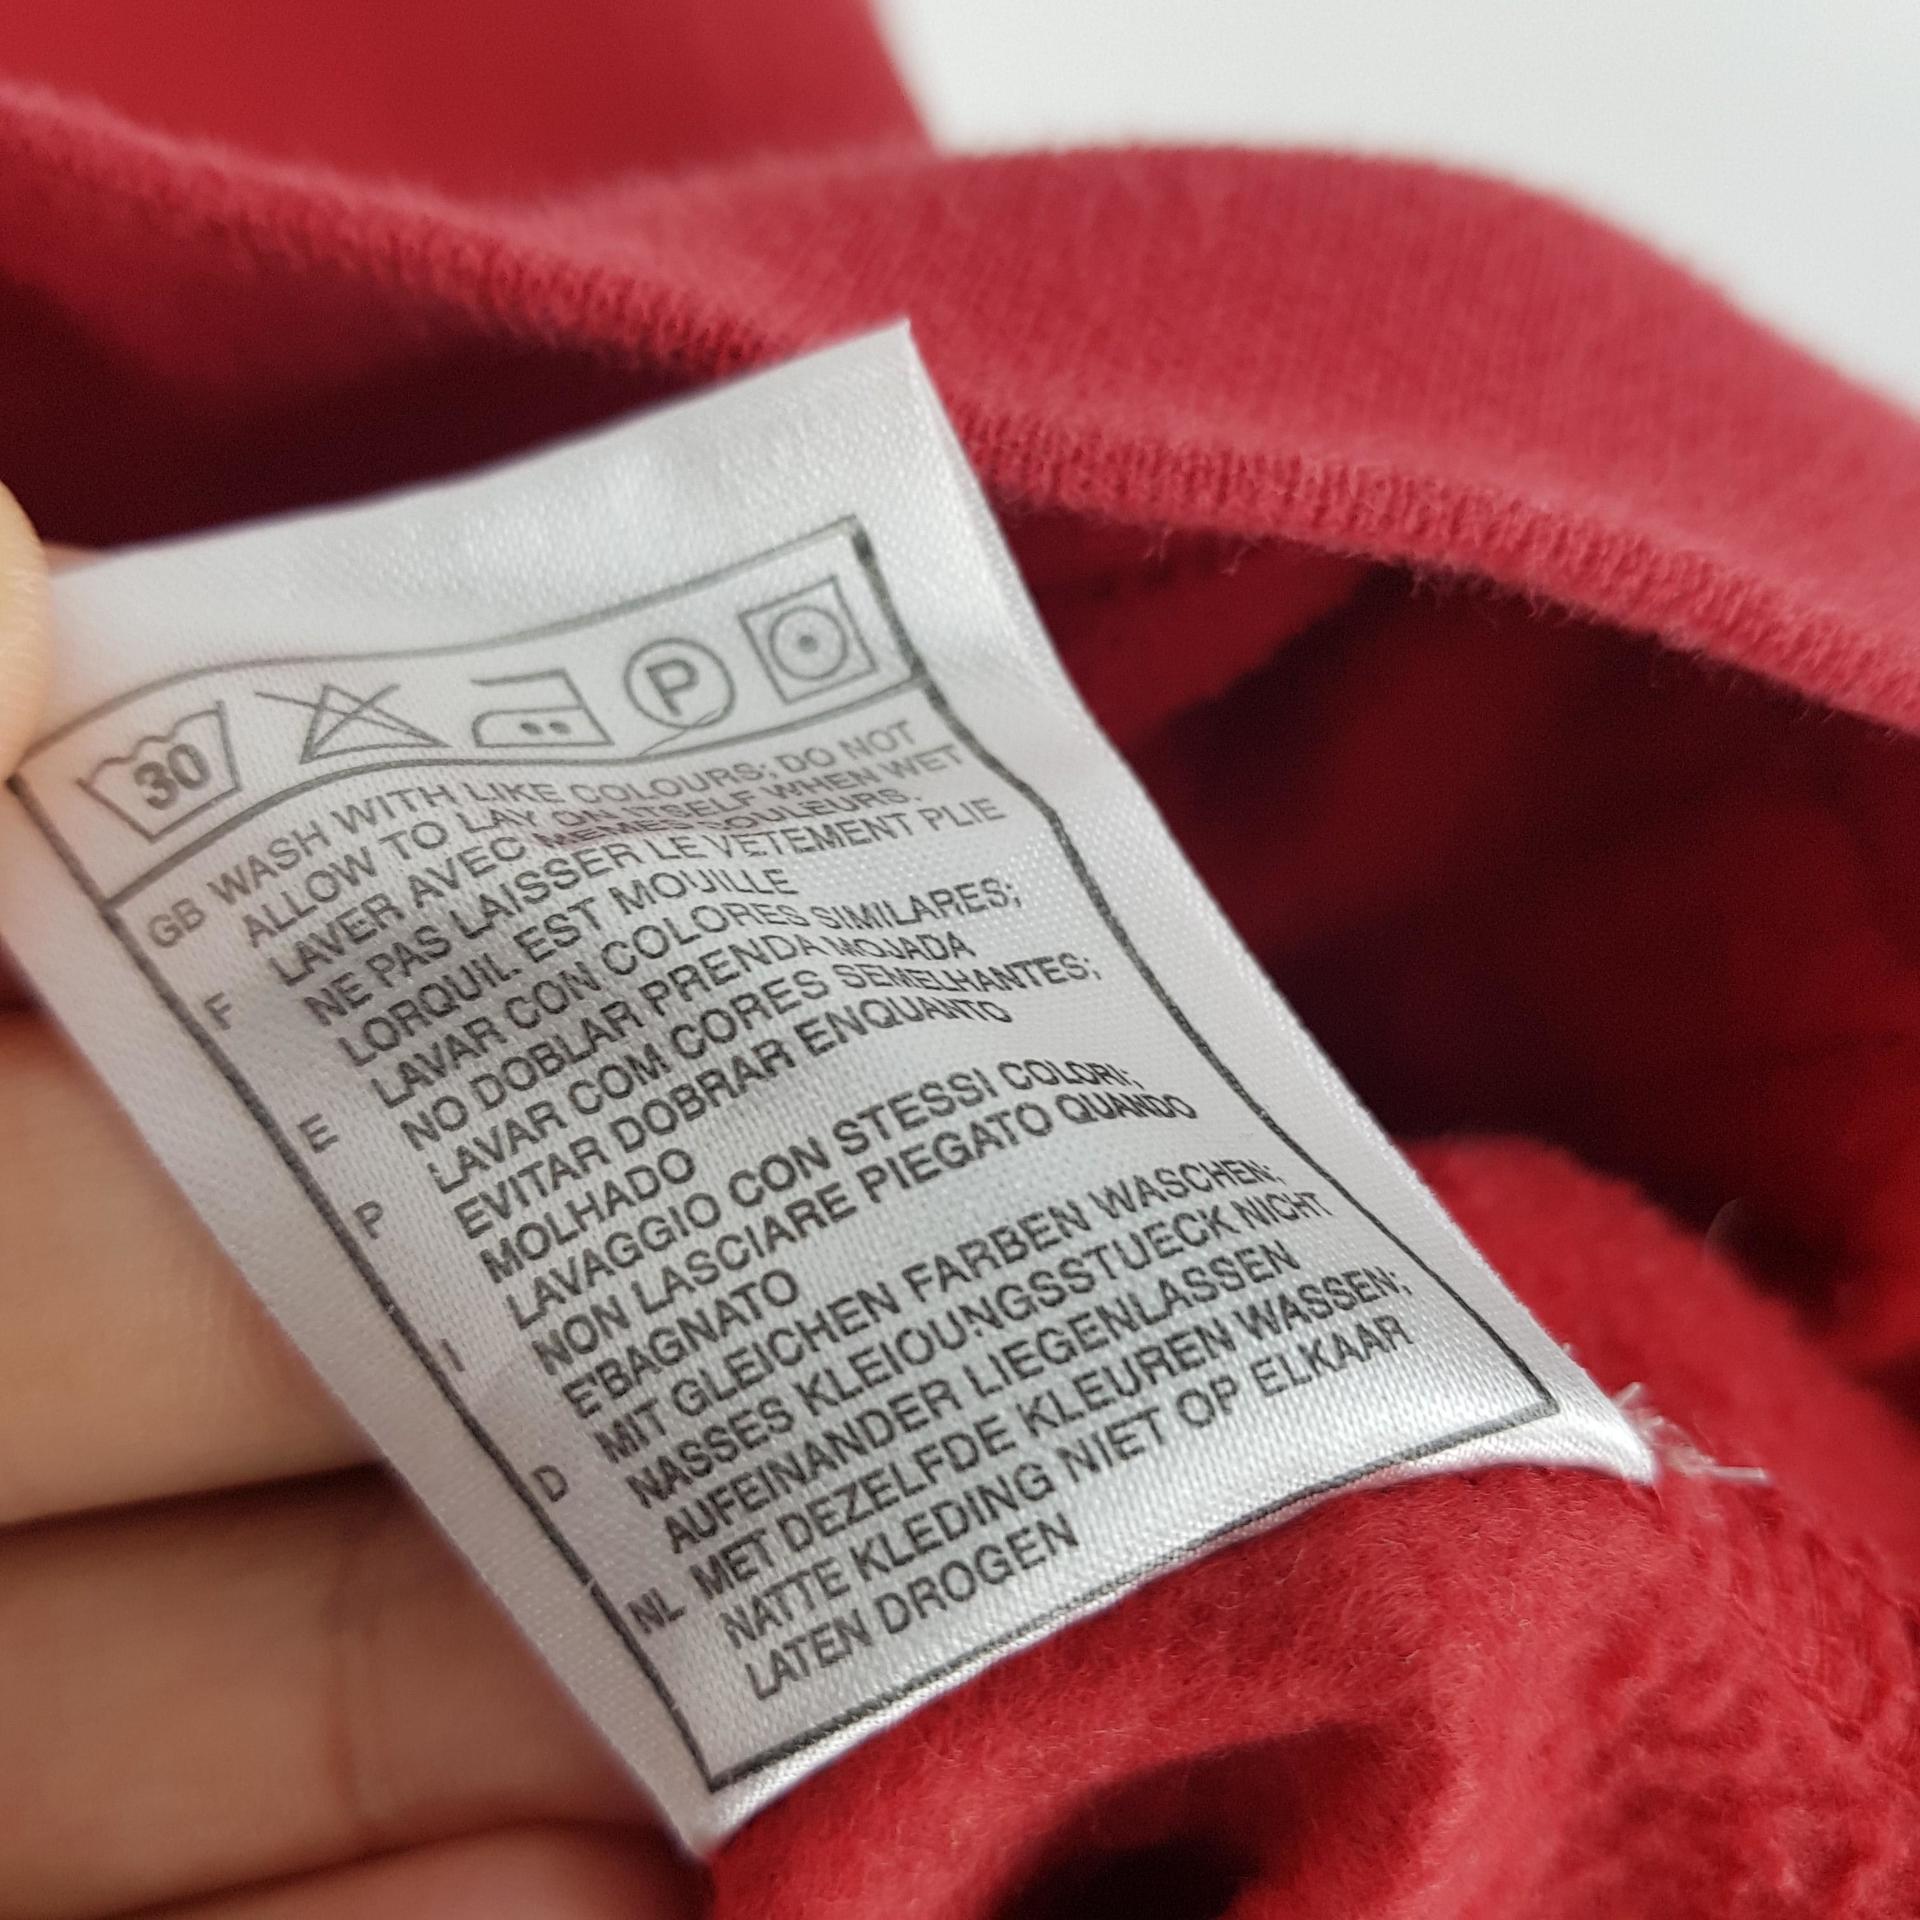 30 P
GB WASH WITH LIKE COLOURS; DO NOT
ALLOW TO LAY ON ITSELF WHEN WET
F LAVER AVEC MEMES COULEURS.
NE PAS LAISSER LE VETEMENT PLIE
LORQUIL EST MOUILLE
E LAVAR CON COLORES SIMILARES;
NO DOBLAR PRENDA MOJADA
P LAVAR COM CORES SEMELHANTES;
EVITAR DOBRAR ENQUANTO
MOLHADO
I LAVAGGIO CON STESSI COLORI;
NON LASCIARE PIEGATO QUANDO
E'BAGNATO
D MIT GLEICHEN FARBEN WASCHEN;
NASSES KLEIOUNGSSTUECK NICHT
AUFEINANDER LIEGENLASSEN
NL MET DEZELFDE KLEUREN WASSEN;
NATTE KLEDING NIET OP ELKAAR
LATEN DROGEN